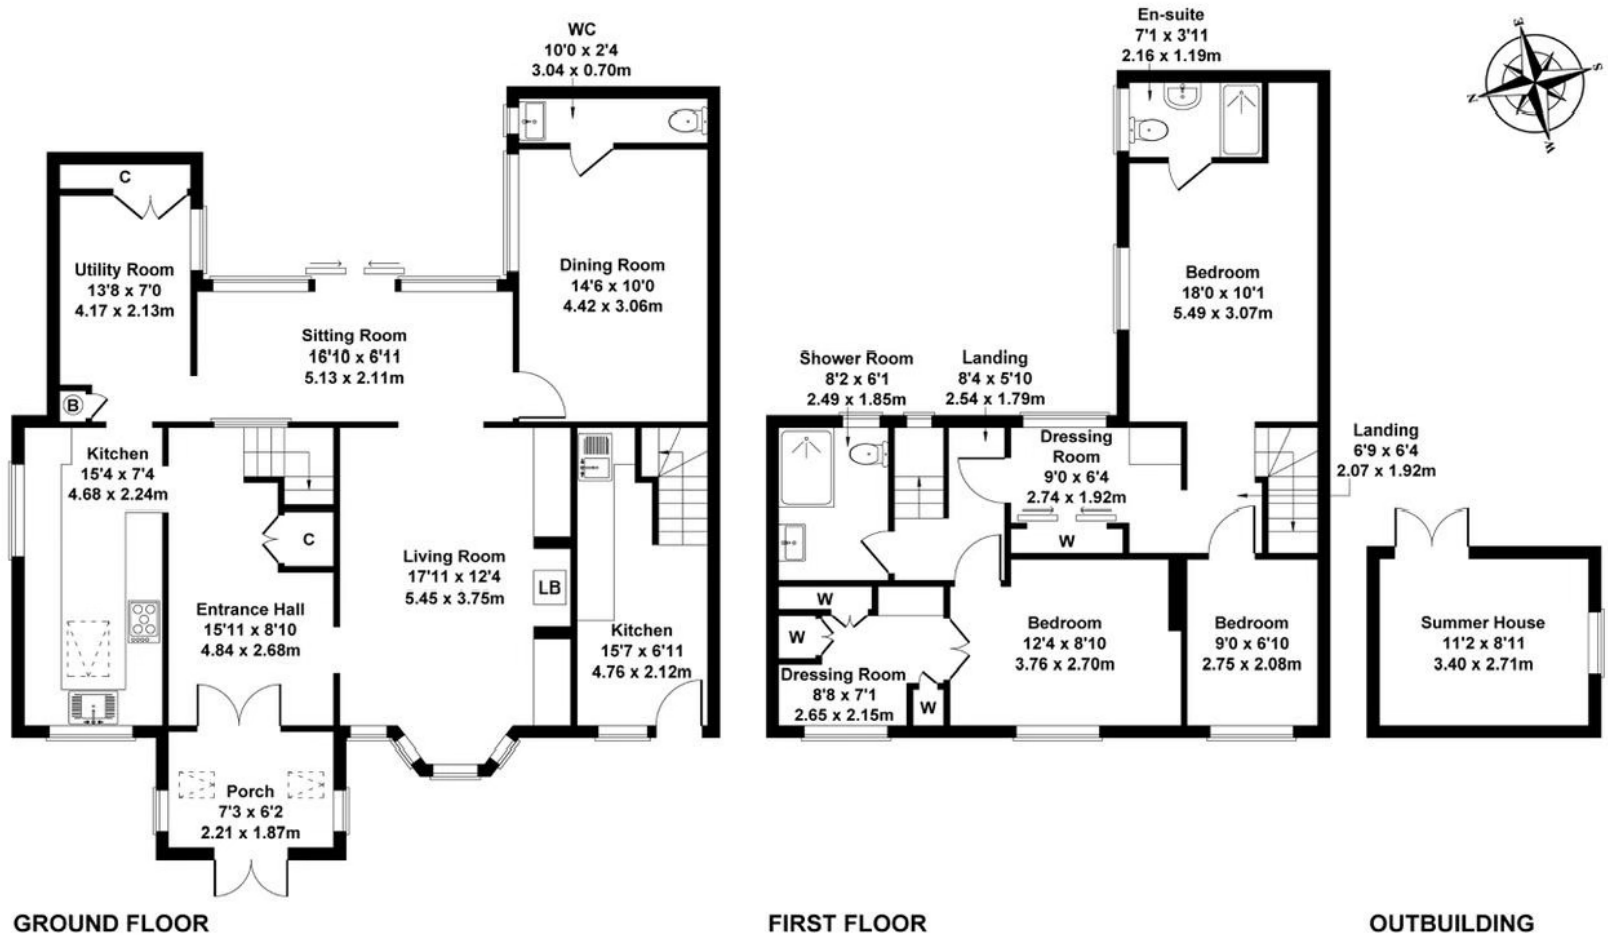 WC
10'0 x 2'4
3.04 x 0.70m
C
Utility Room
13'8 x 7'0
4.17 x 2.13m
Dining Room
14'6 x 10'0
4.42 x 3.06m
Sitting Room
16'10 x 6'11
5.13 x 2.11m
B
Kitchen
15'4 x 7'4
4.68 x 2.24m
C
Living Room
17'11 x 12'4
5.45 x 3.75m
LB
Entrance Hall
15'11 x 8'10
4.84 x 2.68m
Kitchen
15'7 x 6'11
4.76 x 2.12m
Porch
7'3 x 6'2
2.21 x 1.87m
GROUND FLOOR
En-suite
7'1 x 3'11
2.16 x 1.19m
Bedroom
18'0 x 10'1
5.49 x 3.07m
Shower Room
8'2 x 6'1
2.49 x 1.85m
Landing
8'4 x 5'10
2.54 x 1.79m
Dressing
Room
9'0 x 6'4
2.74 x 1.92m
W
Landing
6'9 x 6'4
2.07 x 1.92m
W
W
Dressing Room
8'8 x 7'1
2.65 x 2.15m
W
Bedroom
12'4 x 8'10
3.76 x 2.70m
Bedroom
9'0 x 6'10
2.75 x 2.08m
FIRST FLOOR
E
S
N
W
Summer House
11'2 x 8'11
3.40 x 2.71m
OUTBUILDING